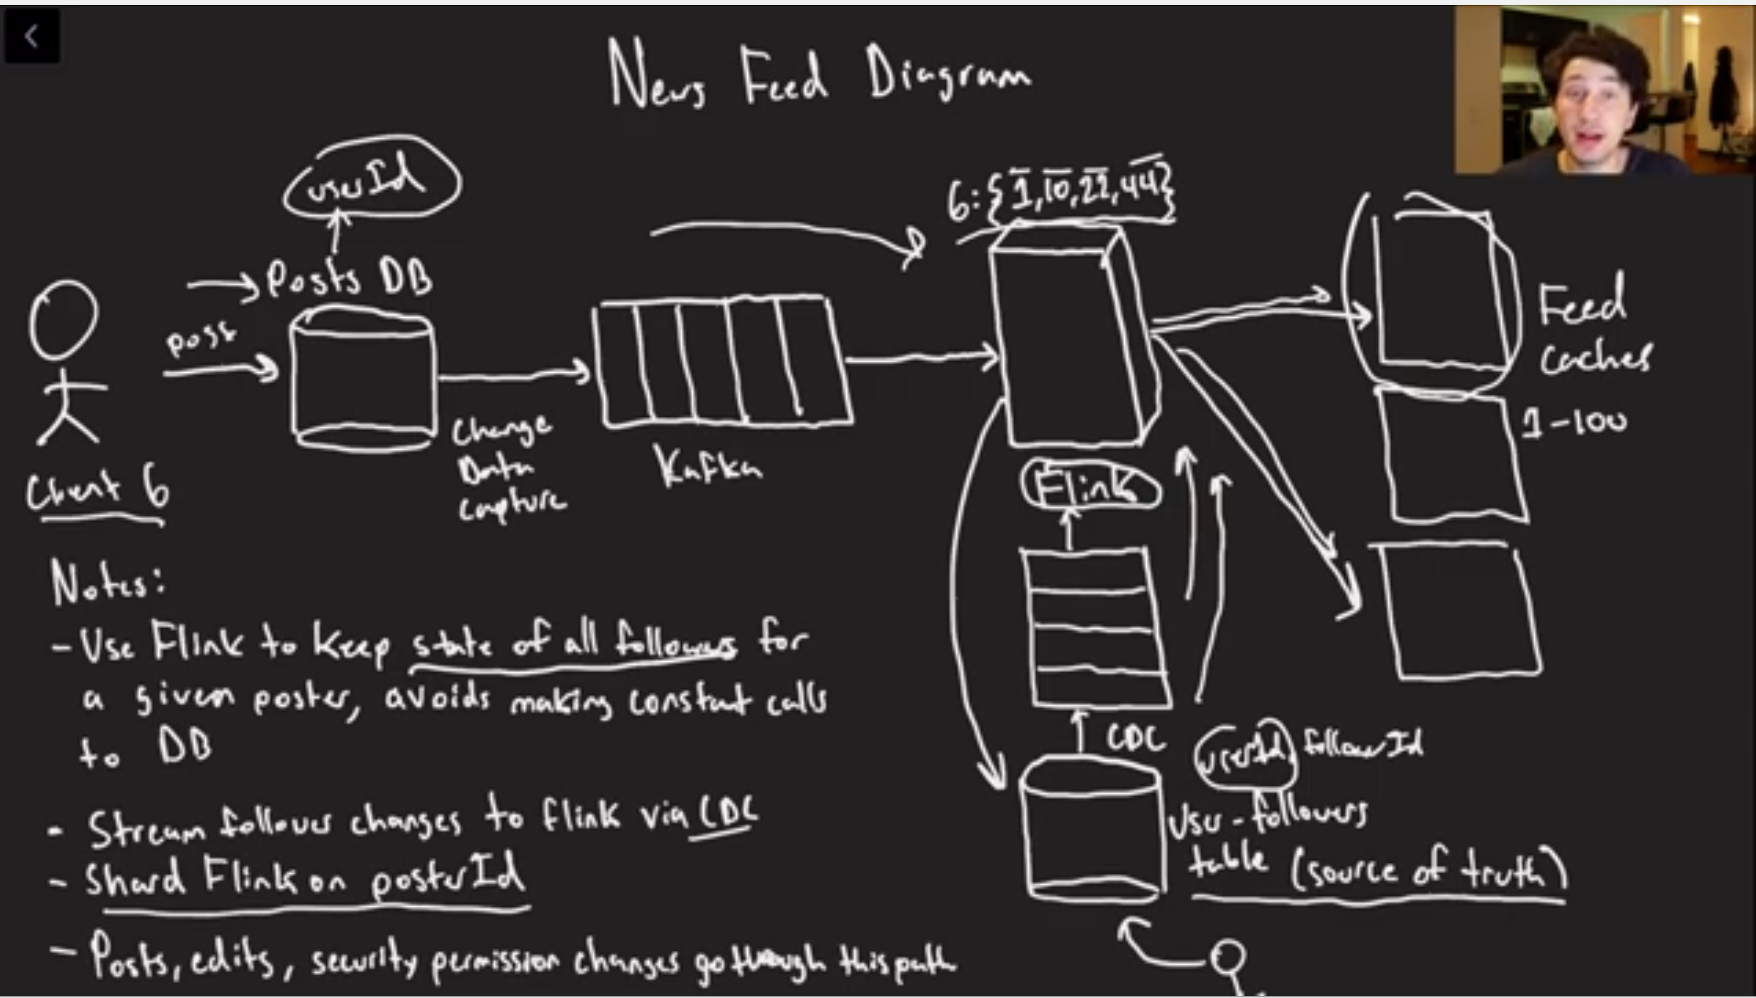 News Feed Diagram
userId
6:{1,10,22,44}
Posts DB
post
Client 6
Change
Data
Capture
Kafka
Flink
Feed
Caches
1-100
CDC
userId, followerId
User-followers
table (source of truth)
Notes:
- Use Flink to keep state of all followers for
a given poster, avoids making constant calls
to DB
- Stream follower changes to flink via CDC
- Shard Flink on posterId
- Posts, edits, security permission changes go through this path